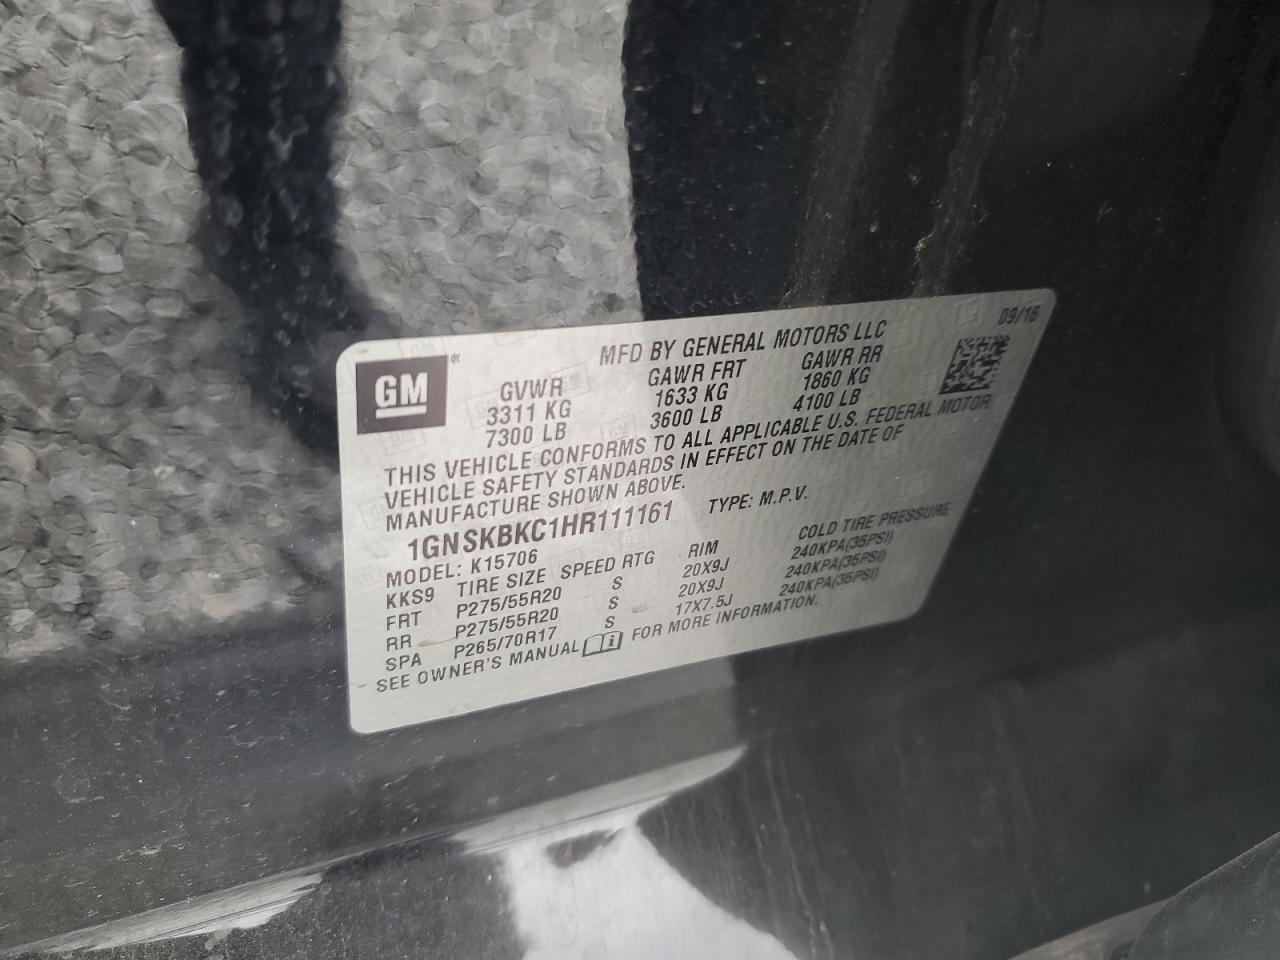 MFD BY GENERAL MOTORS LLC 09/16
GM ®
GVWR GAWR FRT GAWR RR
3311 KG 1633 KG 1860 KG
7300 LB 3600 LB 4100 LB
THIS VEHICLE CONFORMS TO ALL APPLICABLE U.S. FEDERAL MOTOR
VEHICLE SAFETY STANDARDS IN EFFECT ON THE DATE OF
MANUFACTURE SHOWN ABOVE.
1GNSKBKC1HR111161 TYPE: M.P.V.
MODEL: K15706
KKS9 TIRE SIZE SPEED RTG RIM COLD TIRE PRESSURE
FRT P275/55R20 S 20X9J 240KPA(35PSI)
RR P275/55R20 S 20X9J 240KPA(35PSI)
SPA P265/70R17 S 17X7.5J 240KPA(35PSI)
SEE OWNER'S MANUAL FOR MORE INFORMATION.